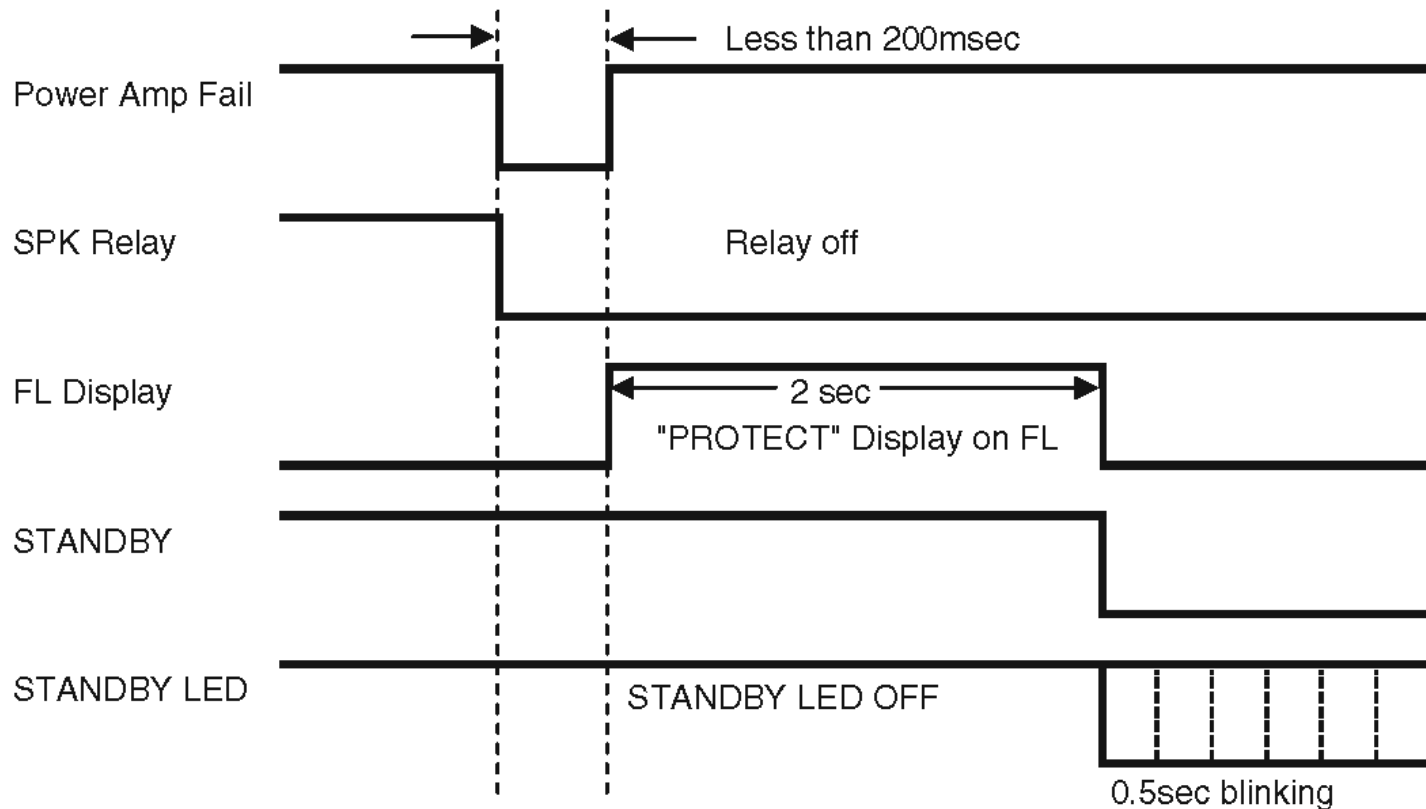 Less than 200msec
Power Amp Fail
SPK Relay
Relay off
FL Display
2 sec
"PROTECT" Display on FL
STANDBY
STANDBY LED
STANDBY LED OFF
0.5sec blinking